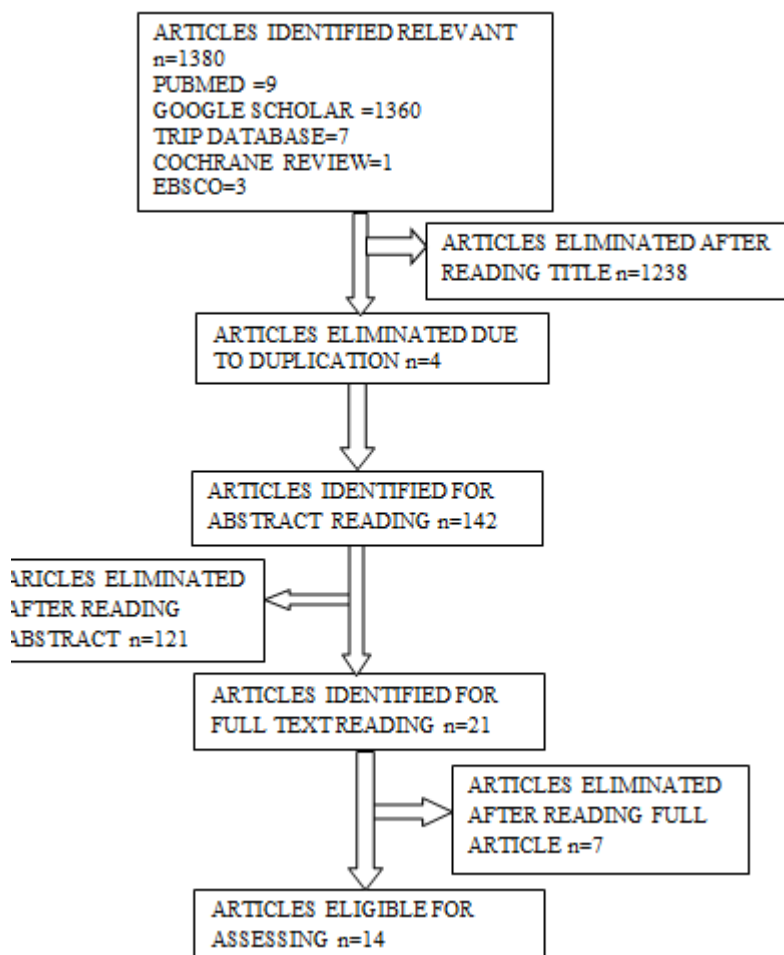 ARTICLES IDENTIFIED RELEVANT
n=1380
PUBMED =9
GOOGLE SCHOLAR =1360
TRIP DATABASE=7
COCHRANE REVIEW=1
EBSCO=3
ARTICLES ELIMINATED AFTER
READING TITLE n=1238
ARTICLES ELIMINATED DUE
TO DUPLICATION n=4
ARTICLES IDENTIFIED FOR
ABSTRACT READING n=142
ARICLES ELIMINATED
AFTER READING
ABSTRACT n=121
ARTICLES IDENTIFIED FOR
FULL TEXT READING n=21
ARTICLES ELIMINATED
AFTER READING FULL
ARTICLE n=7
ARTICLES ELIGIBLE FOR
ASSESSING n=14